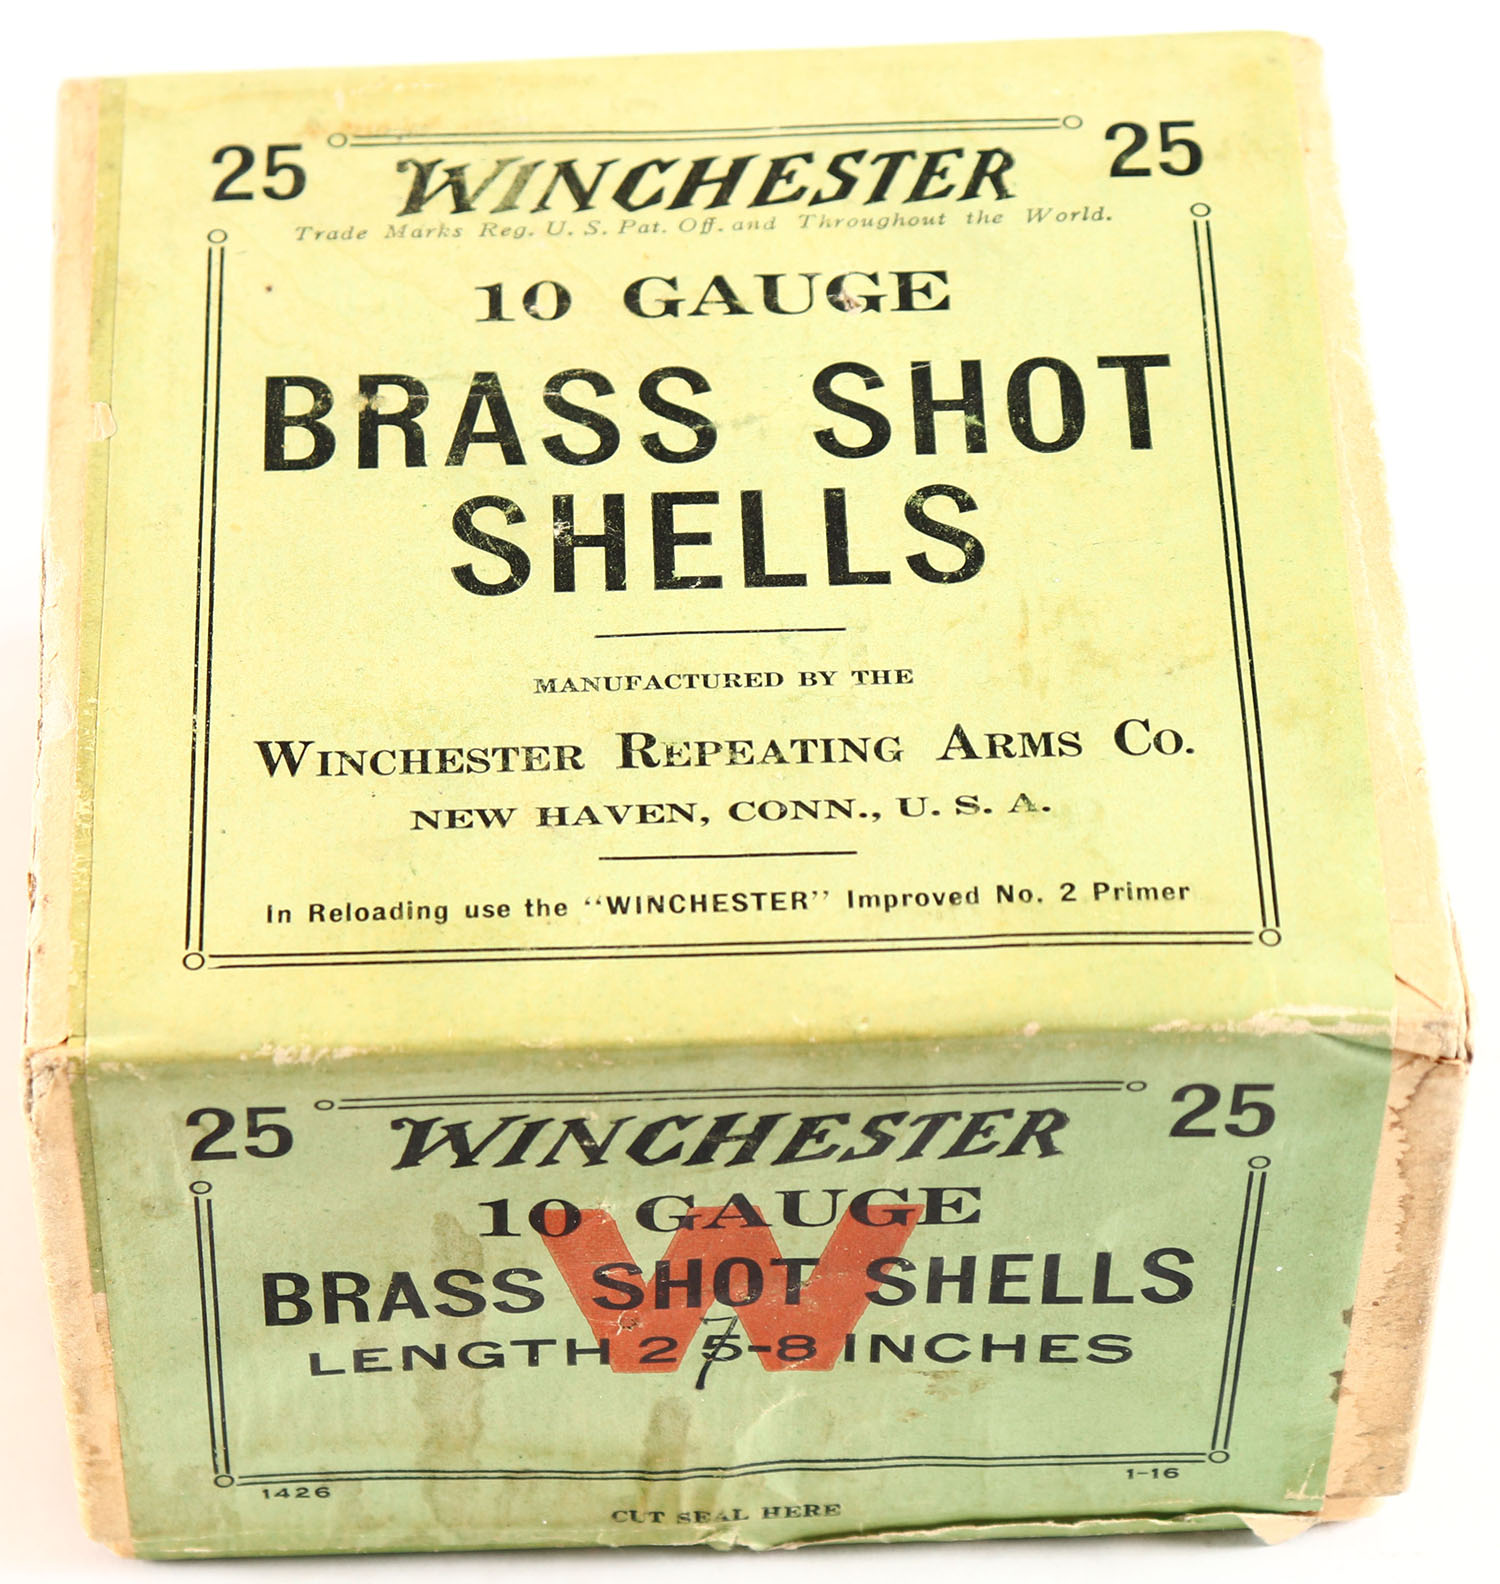 25 WINCHESTER 25
Trade Marks Reg. U. S. Pat. Off. and Throughout the World.
10 GAUGE
BRASS SHOT
SHELLS
MANUFACTURED BY THE
WINCHESTER REPEATING ARMS CO.
NEW HAVEN, CONN., U. S. A.
In Reloading use the "WINCHESTER" Improved No. 2 Primer
25 WINCHESTER 25
10 GAUGE
W
BRASS SHOT SHELLS
LENGTH 2 5-8 INCHES
7
1426 1-16
CUT SEAL HERE